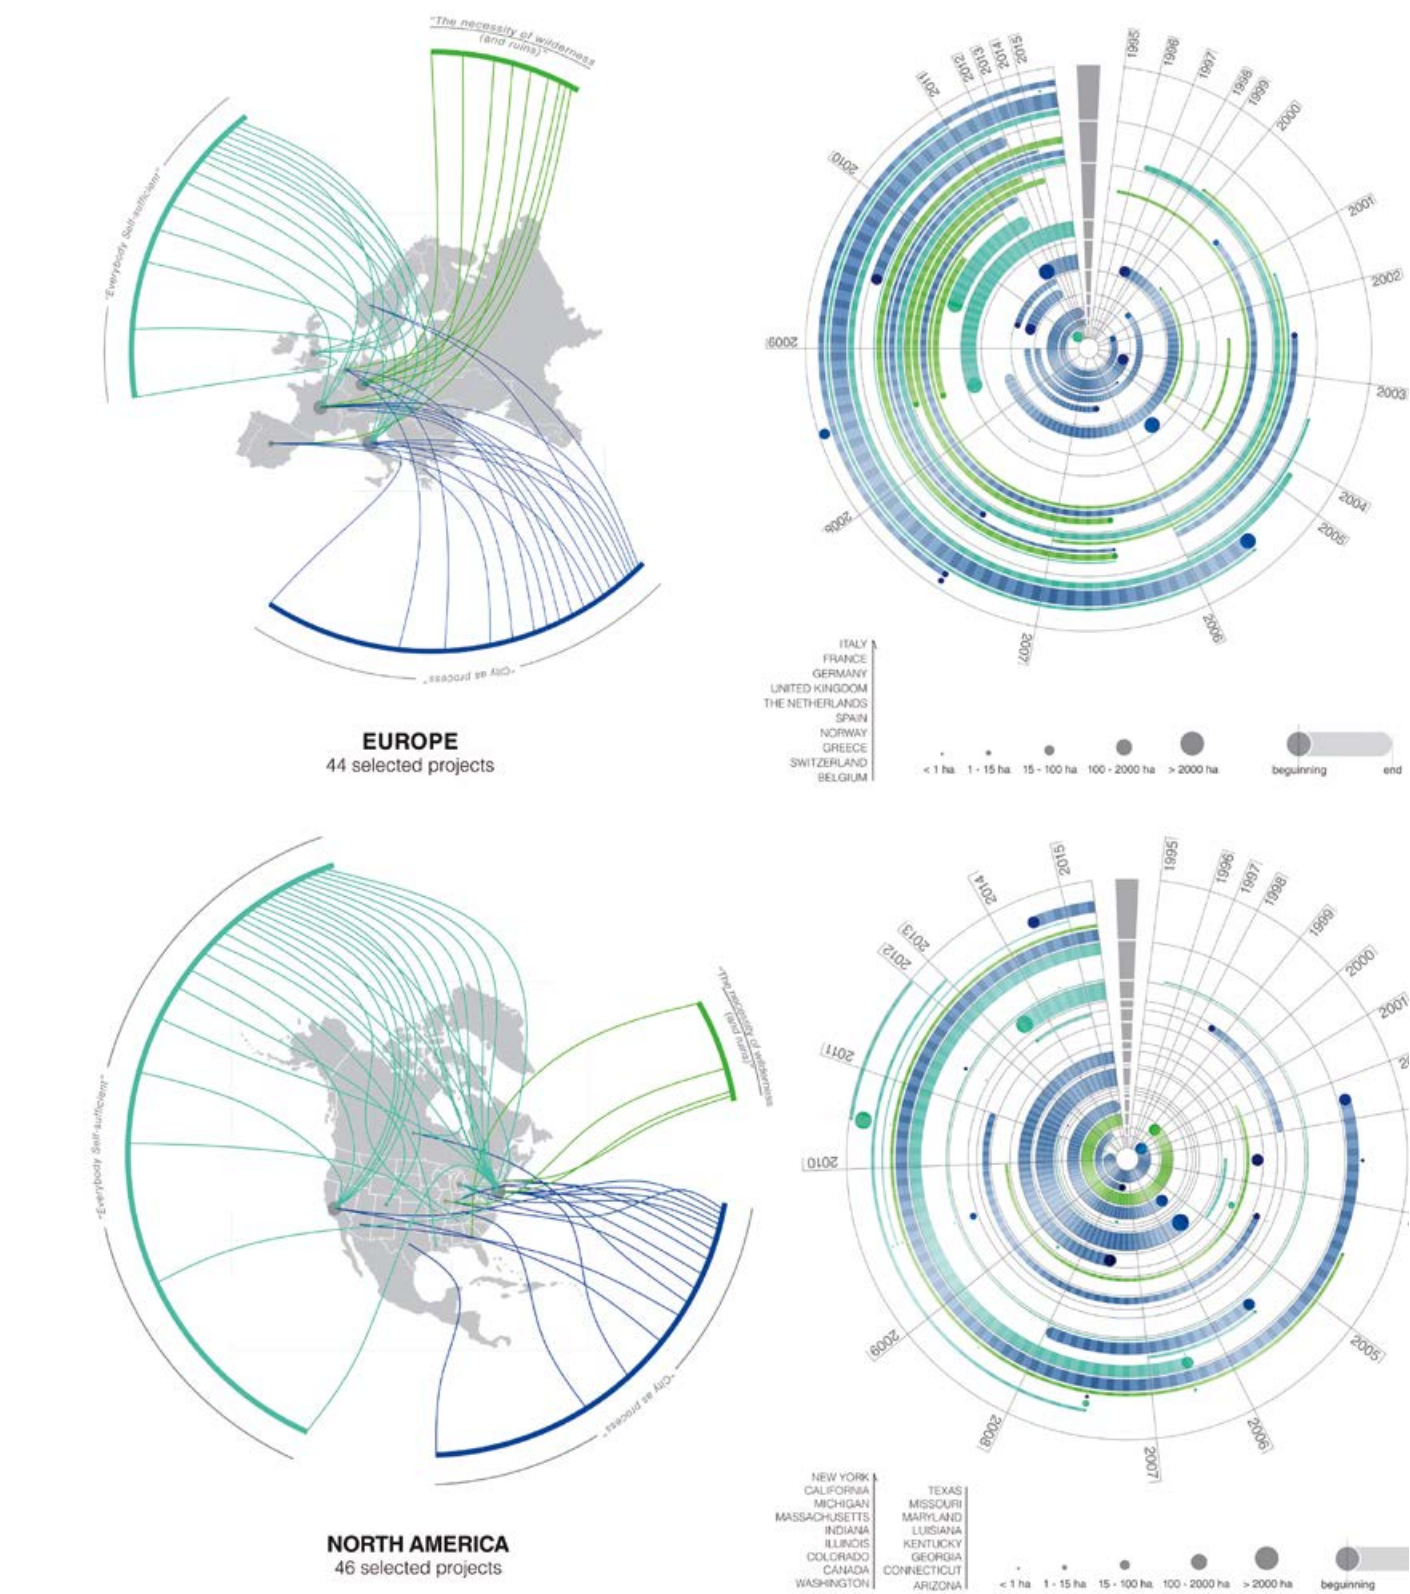 "The necessity of wilderness
(and ruins)"
"Everybody Self-sufficient"
"City as process"
EUROPE
44 selected projects
1995
1996
1997
1998
1999
2000
2001
2002
2003
2004
2005
2006
2007
2008
2009
2010
2011
2012
2013
2014
2015
ITALY
FRANCE
GERMANY
UNITED KINGDOM
THE NETHERLANDS
SPAIN
NORWAY
GREECE
SWITZERLAND
BELGIUM
< 1 ha 1 - 15 ha 15 - 100 ha 100 - 2000 ha > 2000 ha
beguinning end
"Everybody Self-sufficient"
"The necessity of wilderness
(and ruins)"
"City as process"
NORTH AMERICA
46 selected projects
1995
1996
1997
1998
1999
2000
2001
2005
2006
2007
2008
2009
2010
2011
2012
2013
2014
2015
NEW YORK
CALIFORNIA
MICHIGAN
MASSACHUSETTS
INDIANA
ILLINOIS
COLORADO
CANADA
WASHINGTON
TEXAS
MISSOURI
MARYLAND
LUISIANA
KENTUCKY
GEORGIA
CONNECTICUT
ARIZONA
< 1 ha 1 - 15 ha 15 - 100 ha 100 - 2000 ha > 2000 ha
beguinning